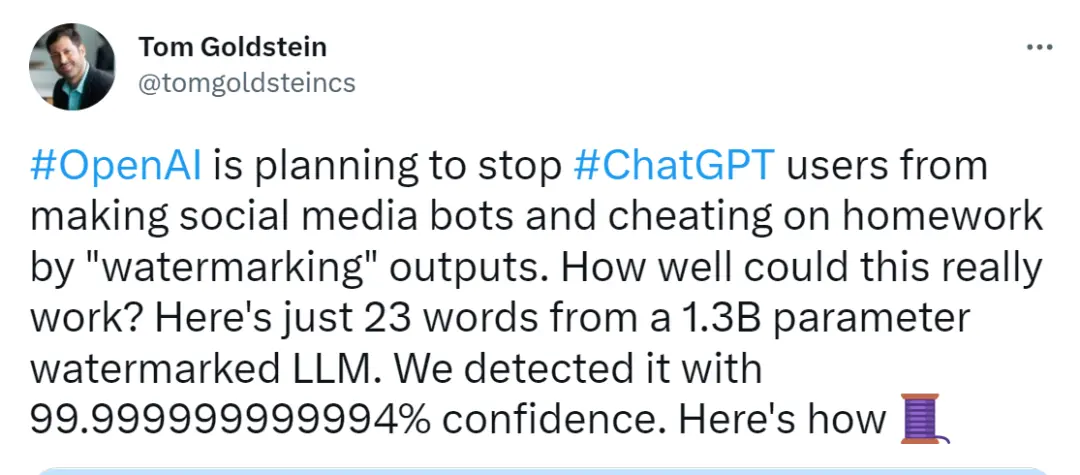 Tom Goldstein
@tomgoldsteincs
#OpenAI is planning to stop #ChatGPT users from
making social media bots and cheating on homework
by "watermarking" outputs. How well could this really
work? Here's just 23 words from a 1.3B parameter
watermarked LLM. We detected it with
99.999999999994% confidence. Here's how 🧵